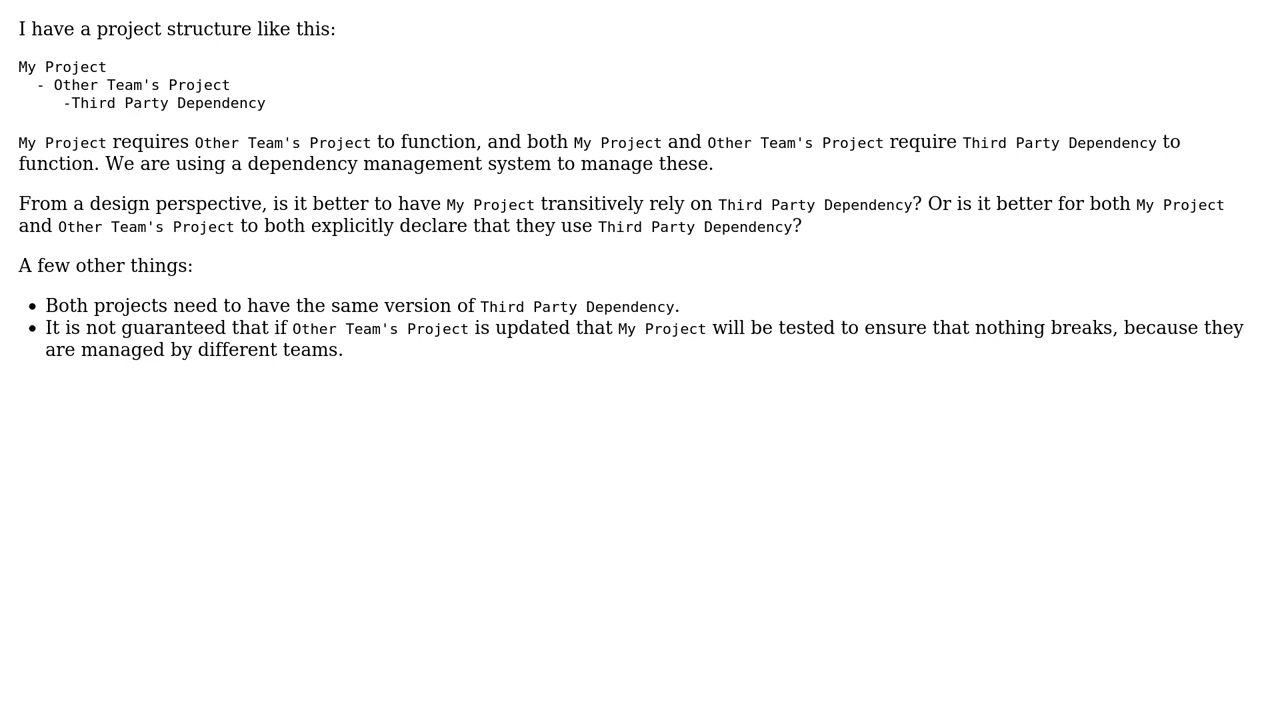 I have a project structure like this:
My Project
  - Other Team's Project
     -Third Party Dependency
My Project requires Other Team's Project to function, and both My Project and Other Team's Project require Third Party Dependency to
function. We are using a dependency management system to manage these.
From a design perspective, is it better to have My Project transitively rely on Third Party Dependency? Or is it better for both My Project
and Other Team's Project to both explicitly declare that they use Third Party Dependency?
A few other things:
• Both projects need to have the same version of Third Party Dependency.
• It is not guaranteed that if Other Team's Project is updated that My Project will be tested to ensure that nothing breaks, because they
are managed by different teams.